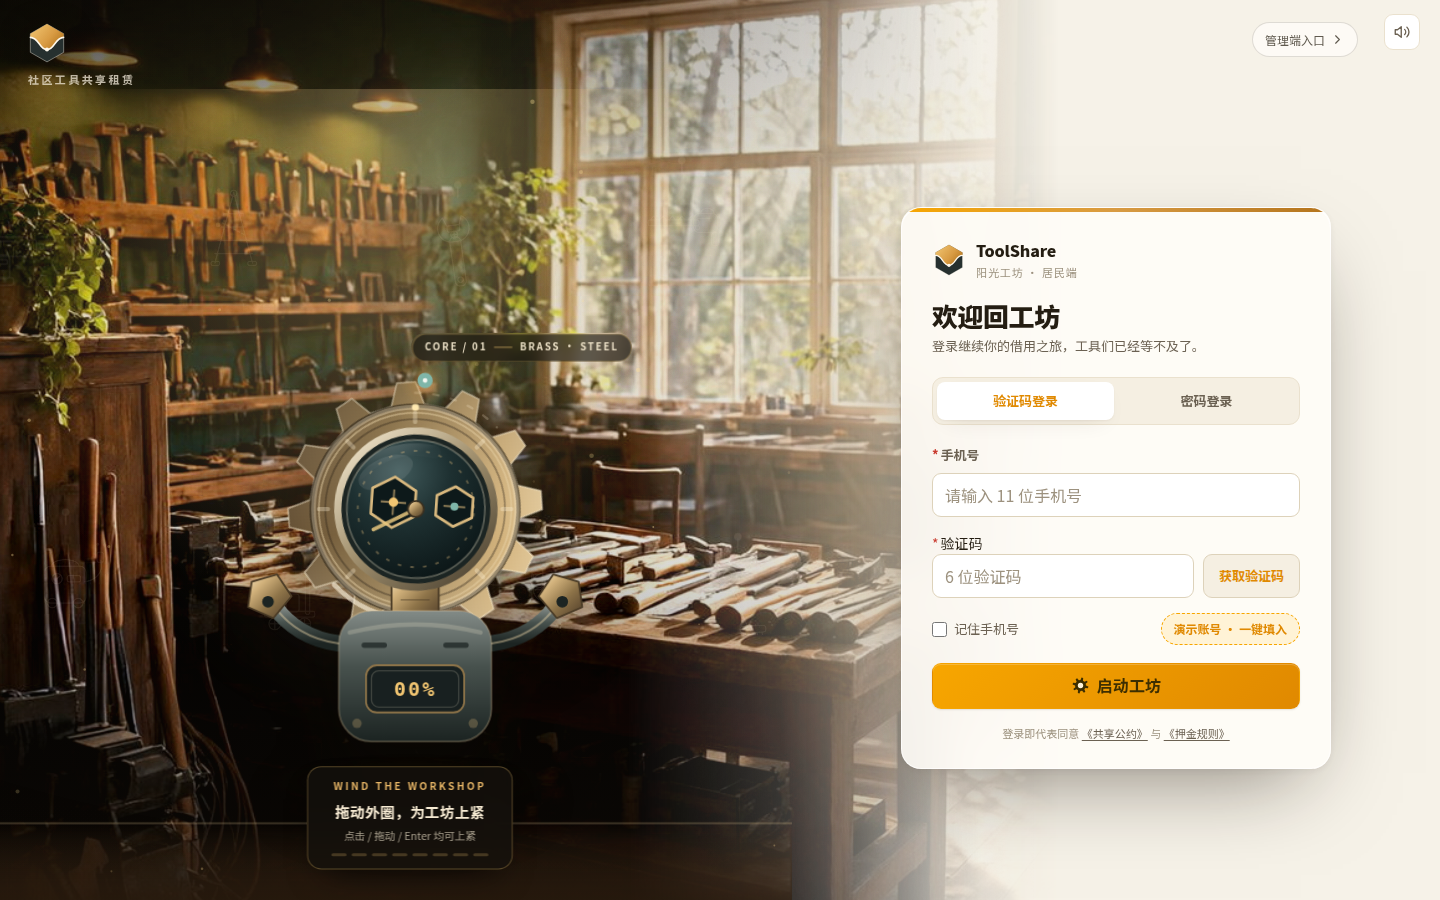 社区工具共享租赁
管理端入口
CORE / 01 — BRASS · STEEL
00%
WIND THE WORKSHOP
拖动外圈，为工坊上紧
点击 / 拖动 / Enter 均可上紧
ToolShare
阳光工坊 · 居民端
欢迎回工坊
登录继续你的借用之旅，工具们已经等不及了。
验证码登录 密码登录
* 手机号
请输入 11 位手机号
* 验证码
6 位验证码 获取验证码
记住手机号 演示账号 · 一键填入
启动工坊
登录即代表同意 《共享公约》 与 《押金规则》